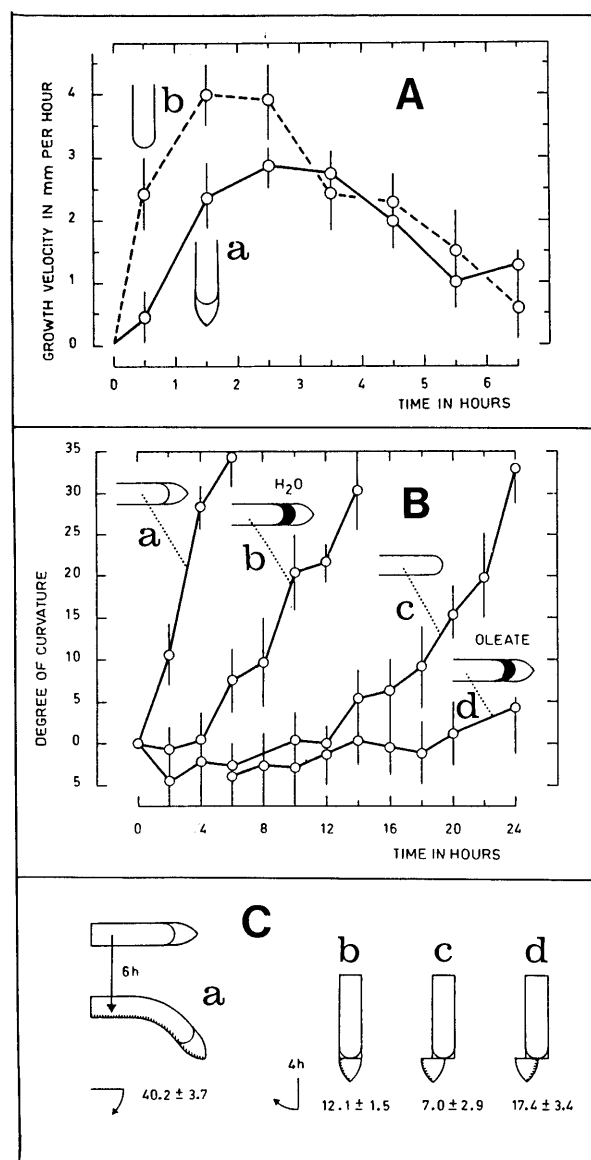 A
GROWTH VELOCITY IN mm PER HOUR
4
3
2
1
0
b
a
0 1 2 3 4 5 6
TIME IN HOURS
B
DEGREE OF CURVATURE
35
30
25
20
15
10
5
0
5
a
H₂O
b
c
OLEATE
d
0 4 8 12 16 20 24
TIME IN HOURS
C
6h
a
40.2 ± 3.7
b c d
4h
12.1 ± 1.5 7.0 ± 2.9 17.4 ± 3.4